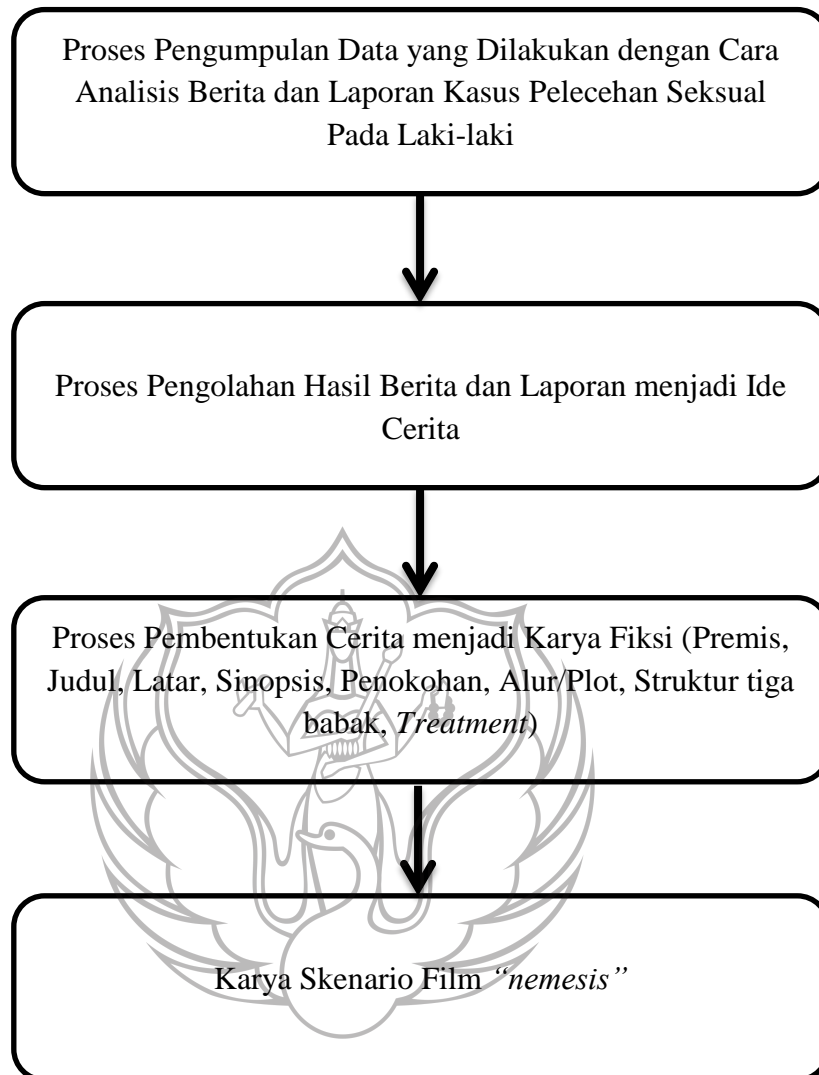 Proses Pengumpulan Data yang Dilakukan dengan Cara
Analisis Berita dan Laporan Kasus Pelecehan Seksual
Pada Laki-laki
Proses Pengolahan Hasil Berita dan Laporan menjadi Ide
Cerita
Proses Pembentukan Cerita menjadi Karya Fiksi (Premis,
Judul, Latar, Sinopsis, Penokohan, Alur/Plot, Struktur tiga
babak, Treatment)
Karya Skenario Film “nemesis”